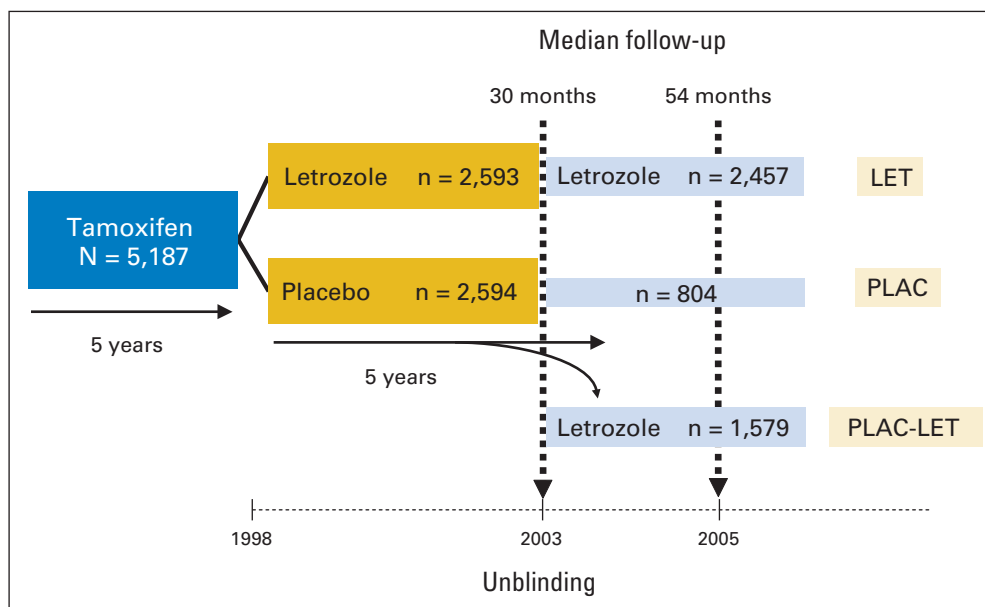 Median follow-up
30 months 54 months
Letrozole n = 2,593 Letrozole n = 2,457 LET
Tamoxifen
N = 5,187
Placebo n = 2,594 n = 804 PLAC
5 years
5 years
Letrozole n = 1,579 PLAC-LET
1998 2003 2005
Unblinding